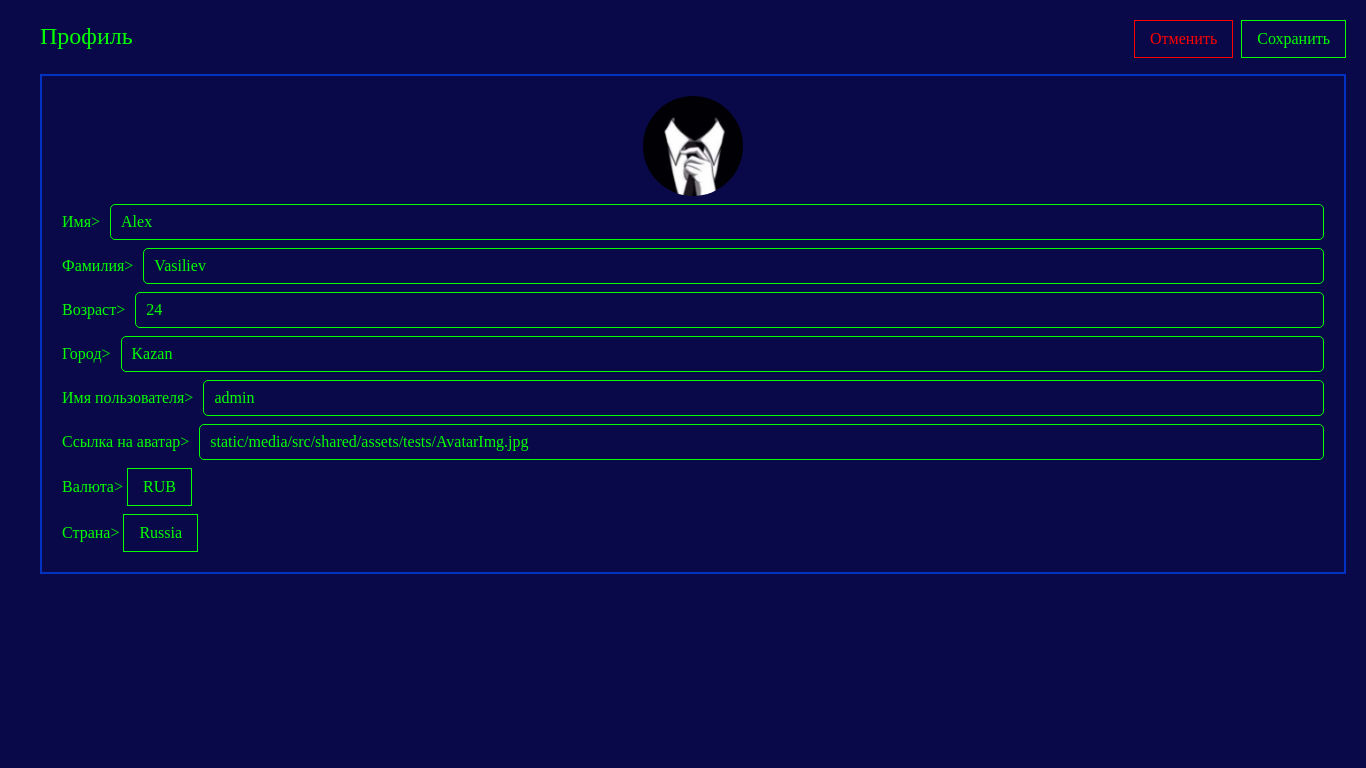 Профиль
Отменить Сохранить
Имя> Alex
Фамилия> Vasiliev
Возраст> 24
Город> Kazan
Имя пользователя> admin
Ссылка на аватар> static/media/src/shared/assets/tests/AvatarImg.jpg
Валюта> RUB
Страна> Russia